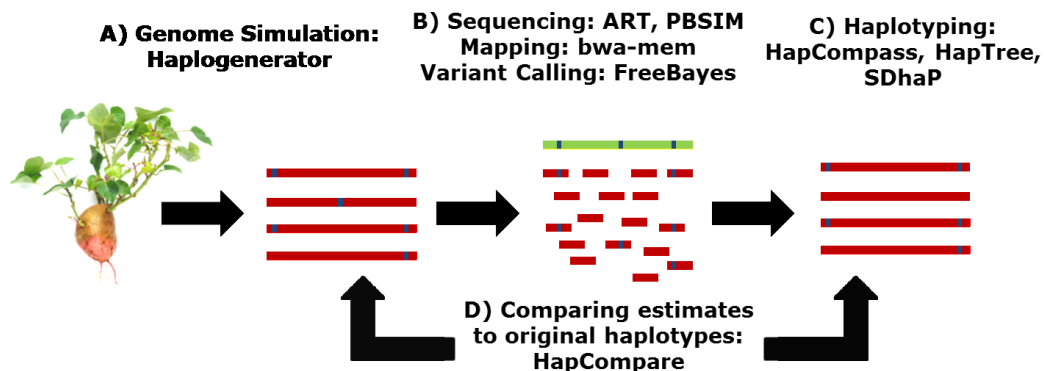 A) Genome Simulation:
Haplogenerator
B) Sequencing: ART, PBSIM
Mapping: bwa-mem
Variant Calling: FreeBayes
C) Haplotyping:
HapCompass, HapTree,
SDhaP
D) Comparing estimates
to original haplotypes:
HapCompare